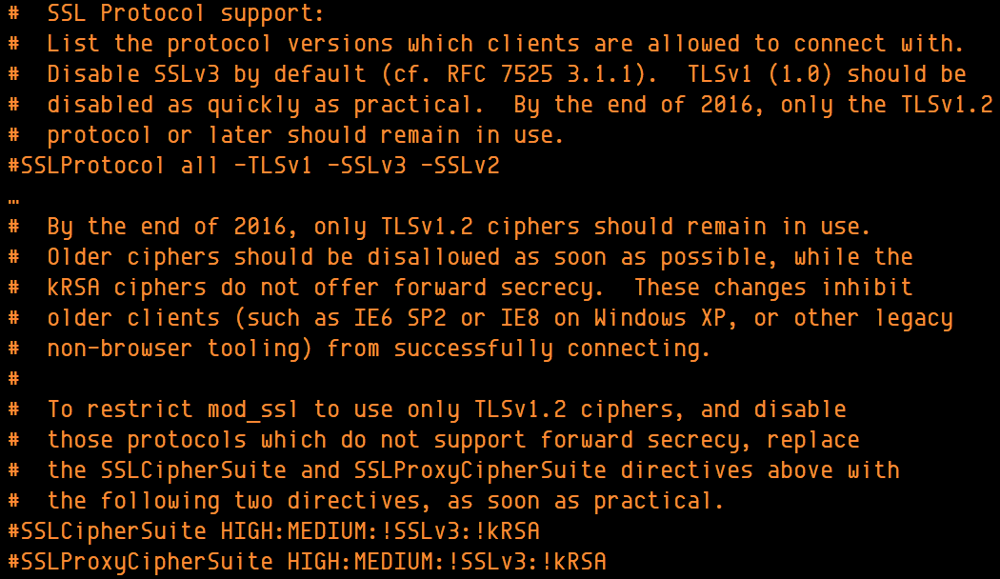 #  SSL Protocol support:
#  List the protocol versions which clients are allowed to connect with.
#  Disable SSLv3 by default (cf. RFC 7525 3.1.1).  TLSv1 (1.0) should be
#  disabled as quickly as practical.  By the end of 2016, only the TLSv1.2
#  protocol or later should remain in use.
#SSLProtocol all -TLSv1 -SSLv3 -SSLv2
…
#  By the end of 2016, only TLSv1.2 ciphers should remain in use.
#  Older ciphers should be disallowed as soon as possible, while the
#  kRSA ciphers do not offer forward secrecy.  These changes inhibit
#  older clients (such as IE6 SP2 or IE8 on Windows XP, or other legacy
#  non-browser tooling) from successfully connecting.
#
#  To restrict mod_ssl to use only TLSv1.2 ciphers, and disable
#  those protocols which do not support forward secrecy, replace
#  the SSLCipherSuite and SSLProxyCipherSuite directives above with
#  the following two directives, as soon as practical.
#SSLCipherSuite HIGH:MEDIUM:!SSLv3:!kRSA
#SSLProxyCipherSuite HIGH:MEDIUM:!SSLv3:!kRSA